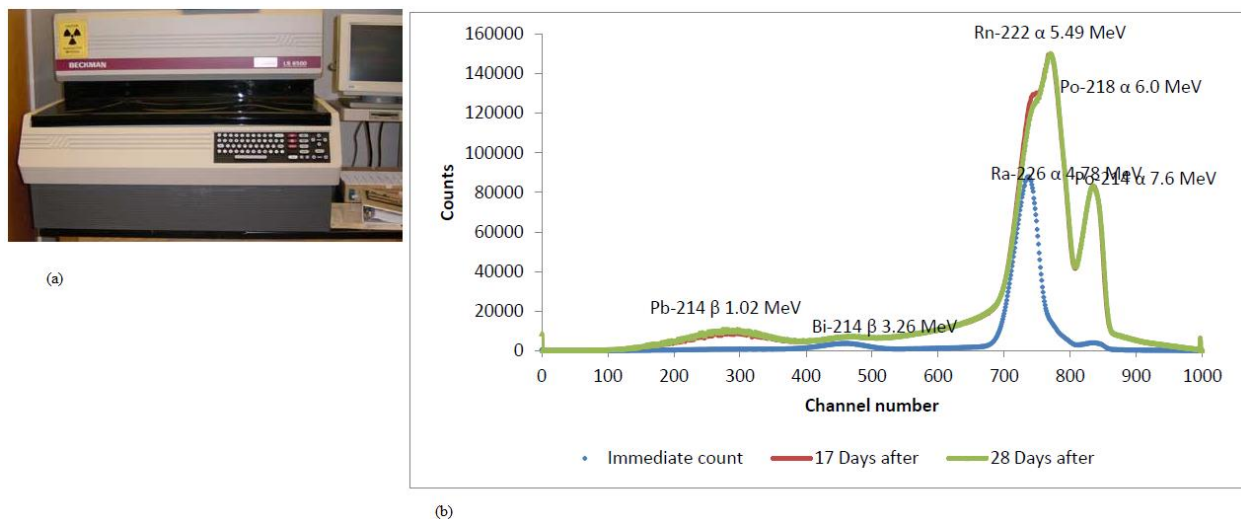 BECKMAN LS 6500
(a)
Rn-222 α 5.49 MeV
Po-218 α 6.0 MeV
Ra-226 α 4.78 MeV
Po-214 α 7.6 MeV
Pb-214 β 1.02 MeV
Bi-214 β 3.26 MeV
Counts
160000
140000
120000
100000
80000
60000
40000
20000
0
0 100 200 300 400 500 600 700 800 900 1000
Channel number
Immediate count 17 Days after 28 Days after
(b)